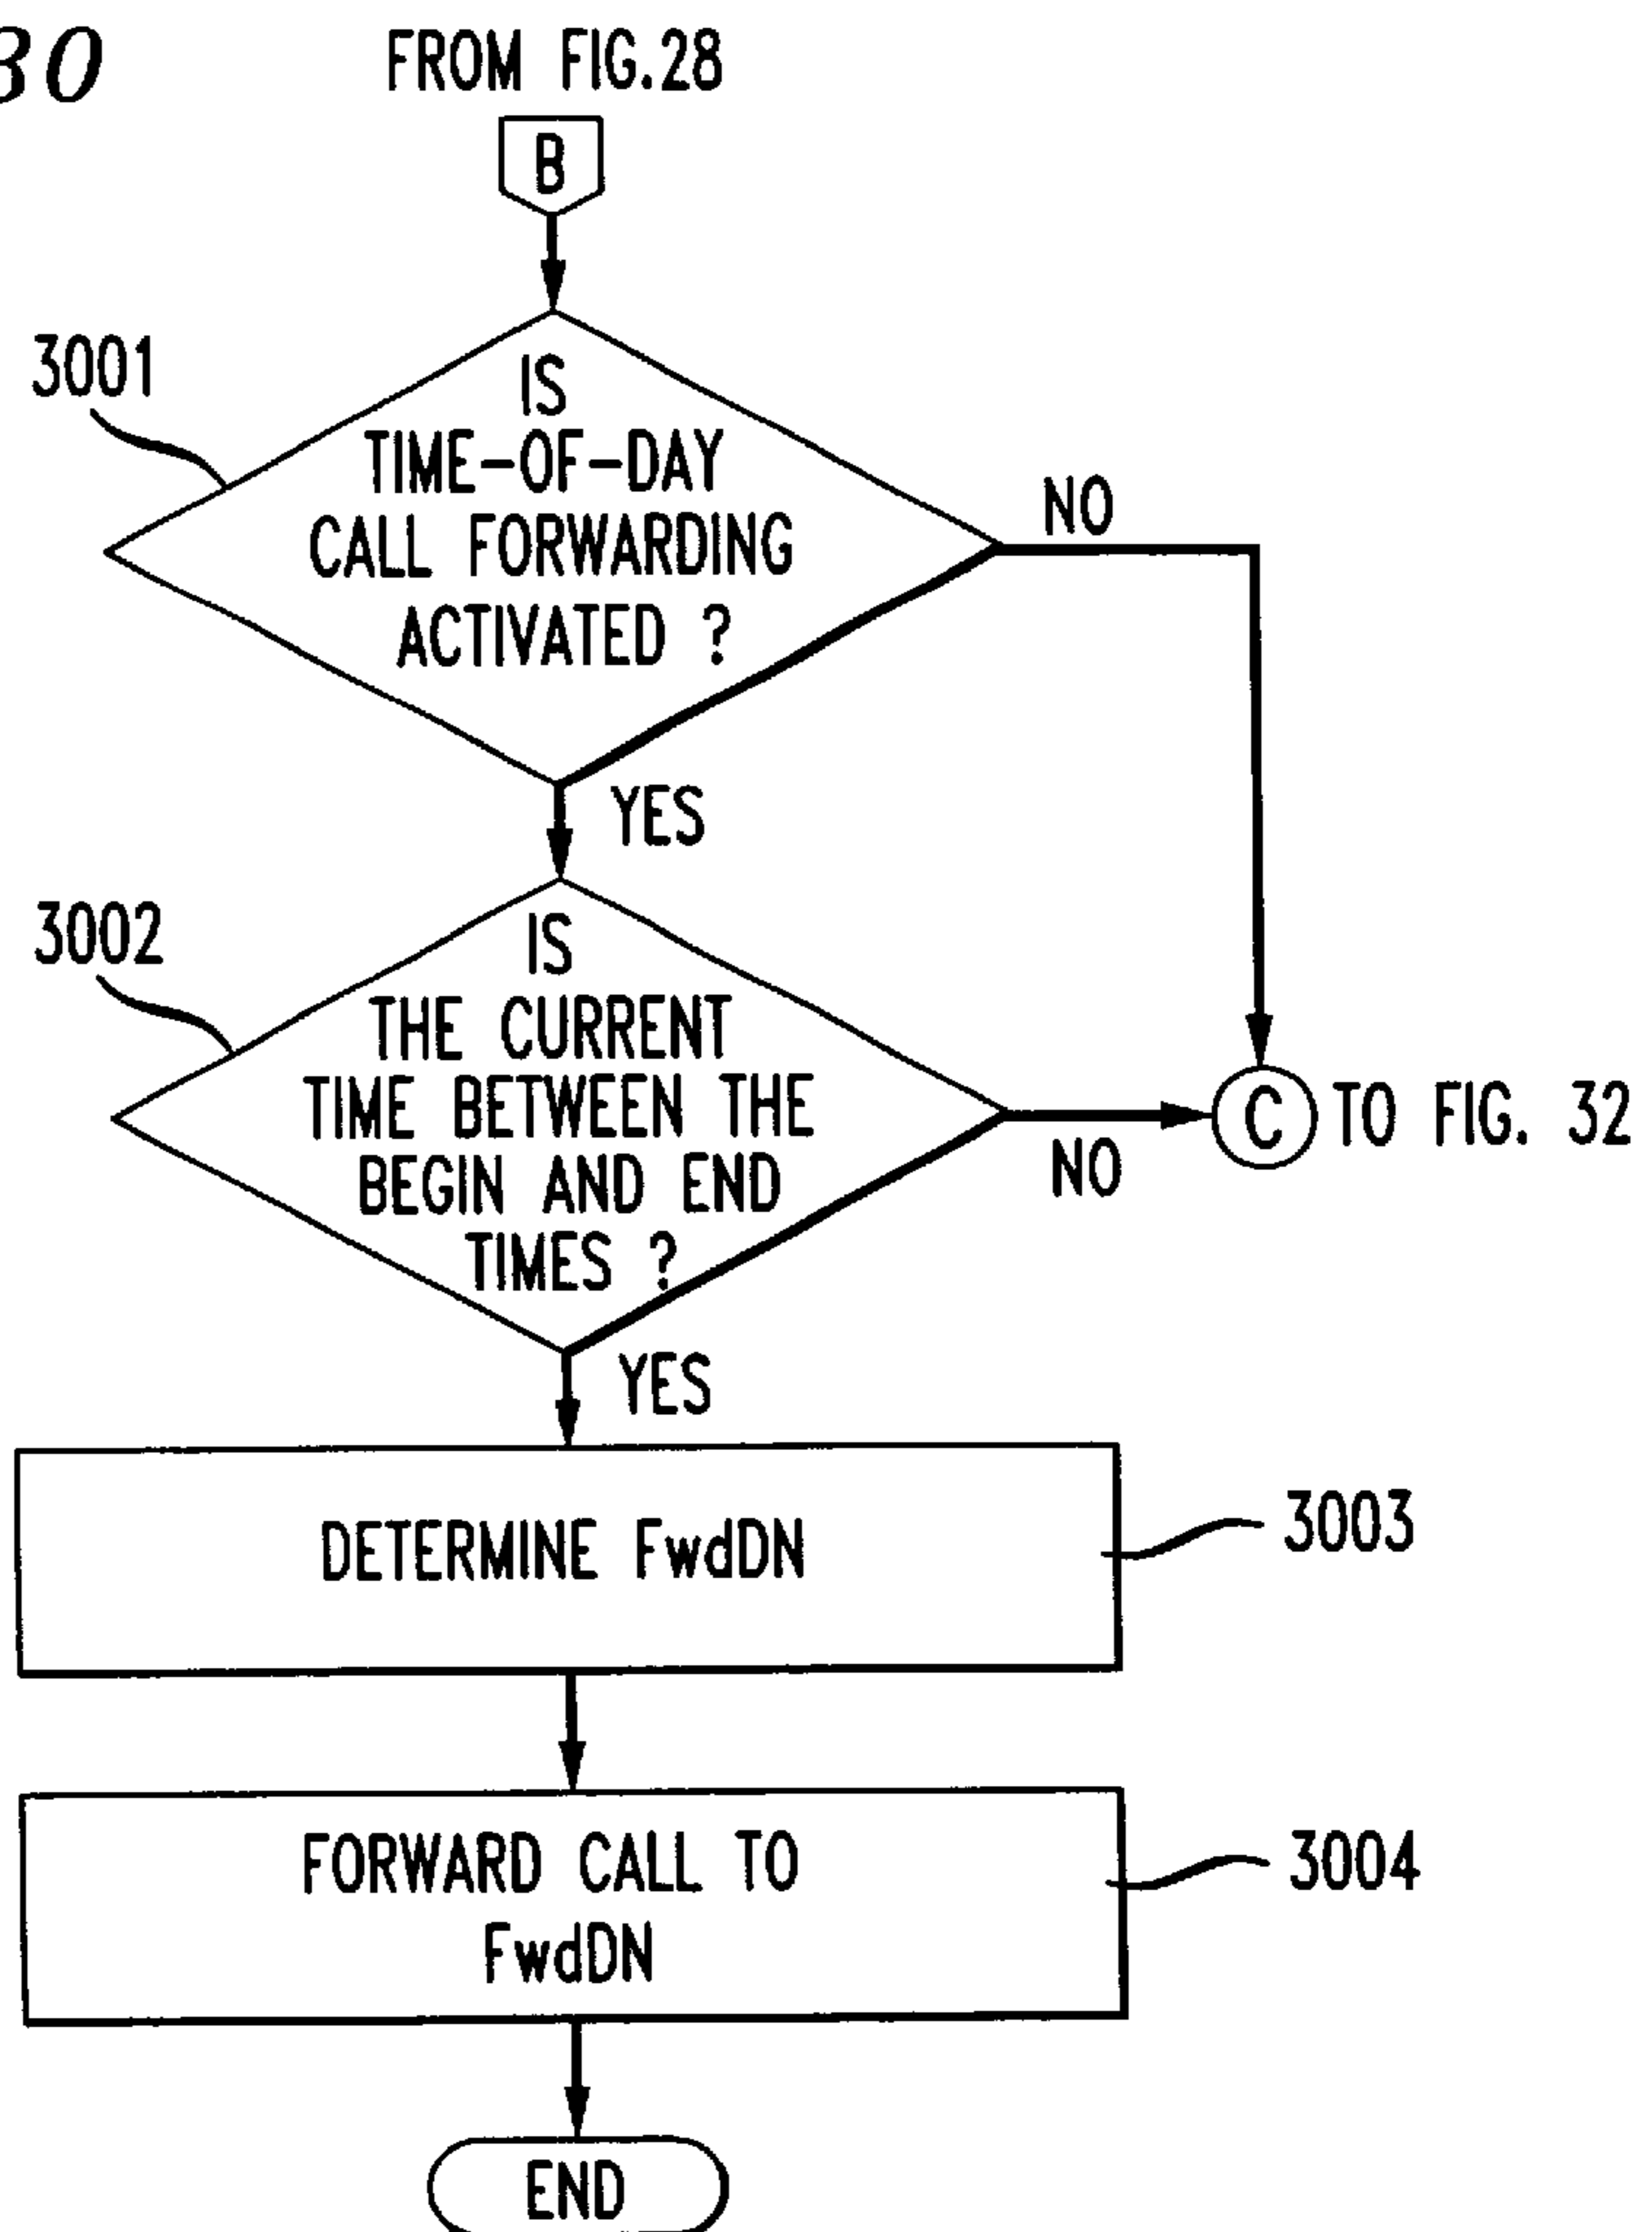 30
FROM FIG.28
B
3001
IS
TIME-OF-DAY
CALL FORWARDING
ACTIVATED ?
NO
YES
3002
IS
THE CURRENT
TIME BETWEEN THE
BEGIN AND END
TIMES ?
NO
C TO FIG. 32
YES
DETERMINE FwdDN
3003
FORWARD CALL TO
FwdDN
3004
END